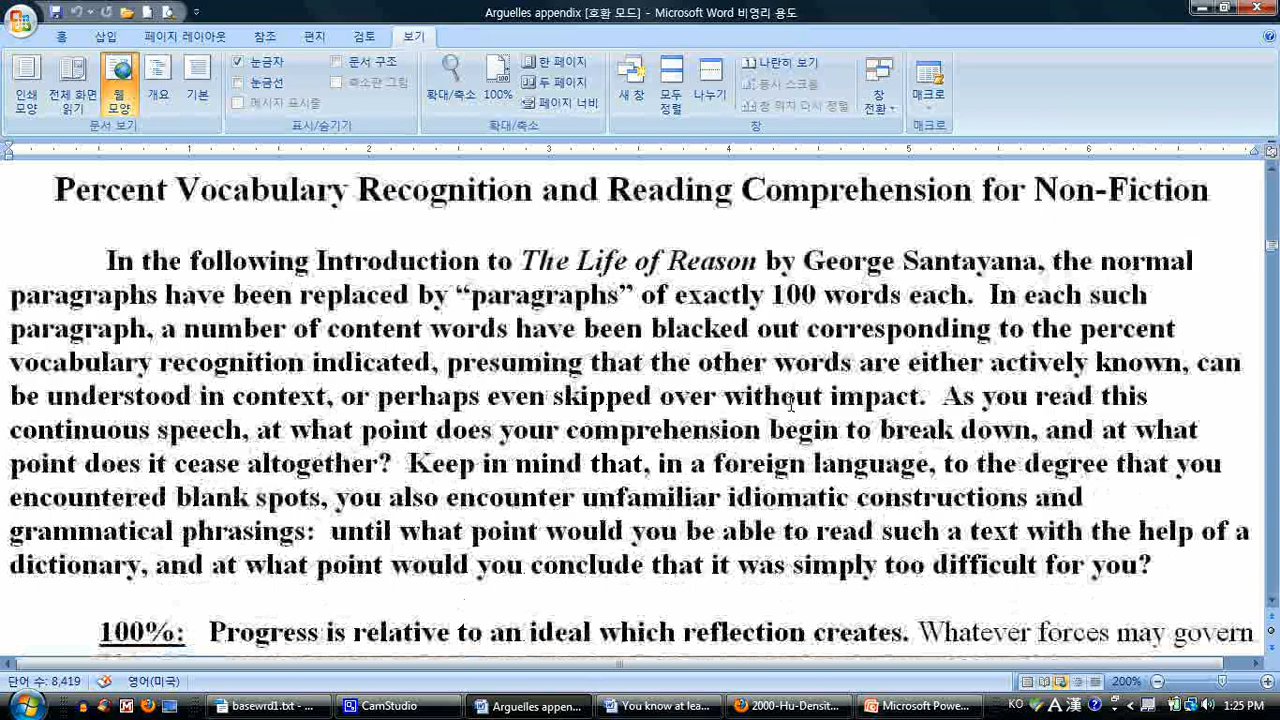 Arguelles appendix [호환 모드] - Microsoft Word 비영리 용도
홈 삽입 페이지 레이아웃 참조 편지 검토 보기
인쇄 모양
전체 화면 읽기
웹 모양
개요
기본
문서 보기
눈금자
눈금선
메시지 표시줄
문서 구조
축소판 그림
표시/숨기기
확대/축소
100%
한 페이지
두 페이지
페이지 너비
확대/축소
새 창
모두 정렬
나누기
나란히 보기
동시 스크롤
창 위치 다시 정렬
창 전환
창
매크로
매크로
1 2 3 4 5 6
Percent Vocabulary Recognition and Reading Comprehension for Non-Fiction
In the following Introduction to The Life of Reason by George Santayana, the normal
paragraphs have been replaced by “paragraphs” of exactly 100 words each. In each such
paragraph, a number of content words have been blacked out corresponding to the percent
vocabulary recognition indicated, presuming that the other words are either actively known, can
be understood in context, or perhaps even skipped over without impact. As you read this
continuous speech, at what point does your comprehension begin to break down, and at what
point does it cease altogether? Keep in mind that, in a foreign language, to the degree that you
encountered blank spots, you also encounter unfamiliar idiomatic constructions and
grammatical phrasings: until what point would you be able to read such a text with the help of a
dictionary, and at what point would you conclude that it was simply too difficult for you?
100%: Progress is relative to an ideal which reflection creates. Whatever forces may govern
단어 수: 8,419 영어(미국) 200%
basewrd1.txt - ... CamStudio Arguelles appen... You know at lea... 2000-Hu-Densit... Microsoft Powe... KO A 漢 1:25 PM